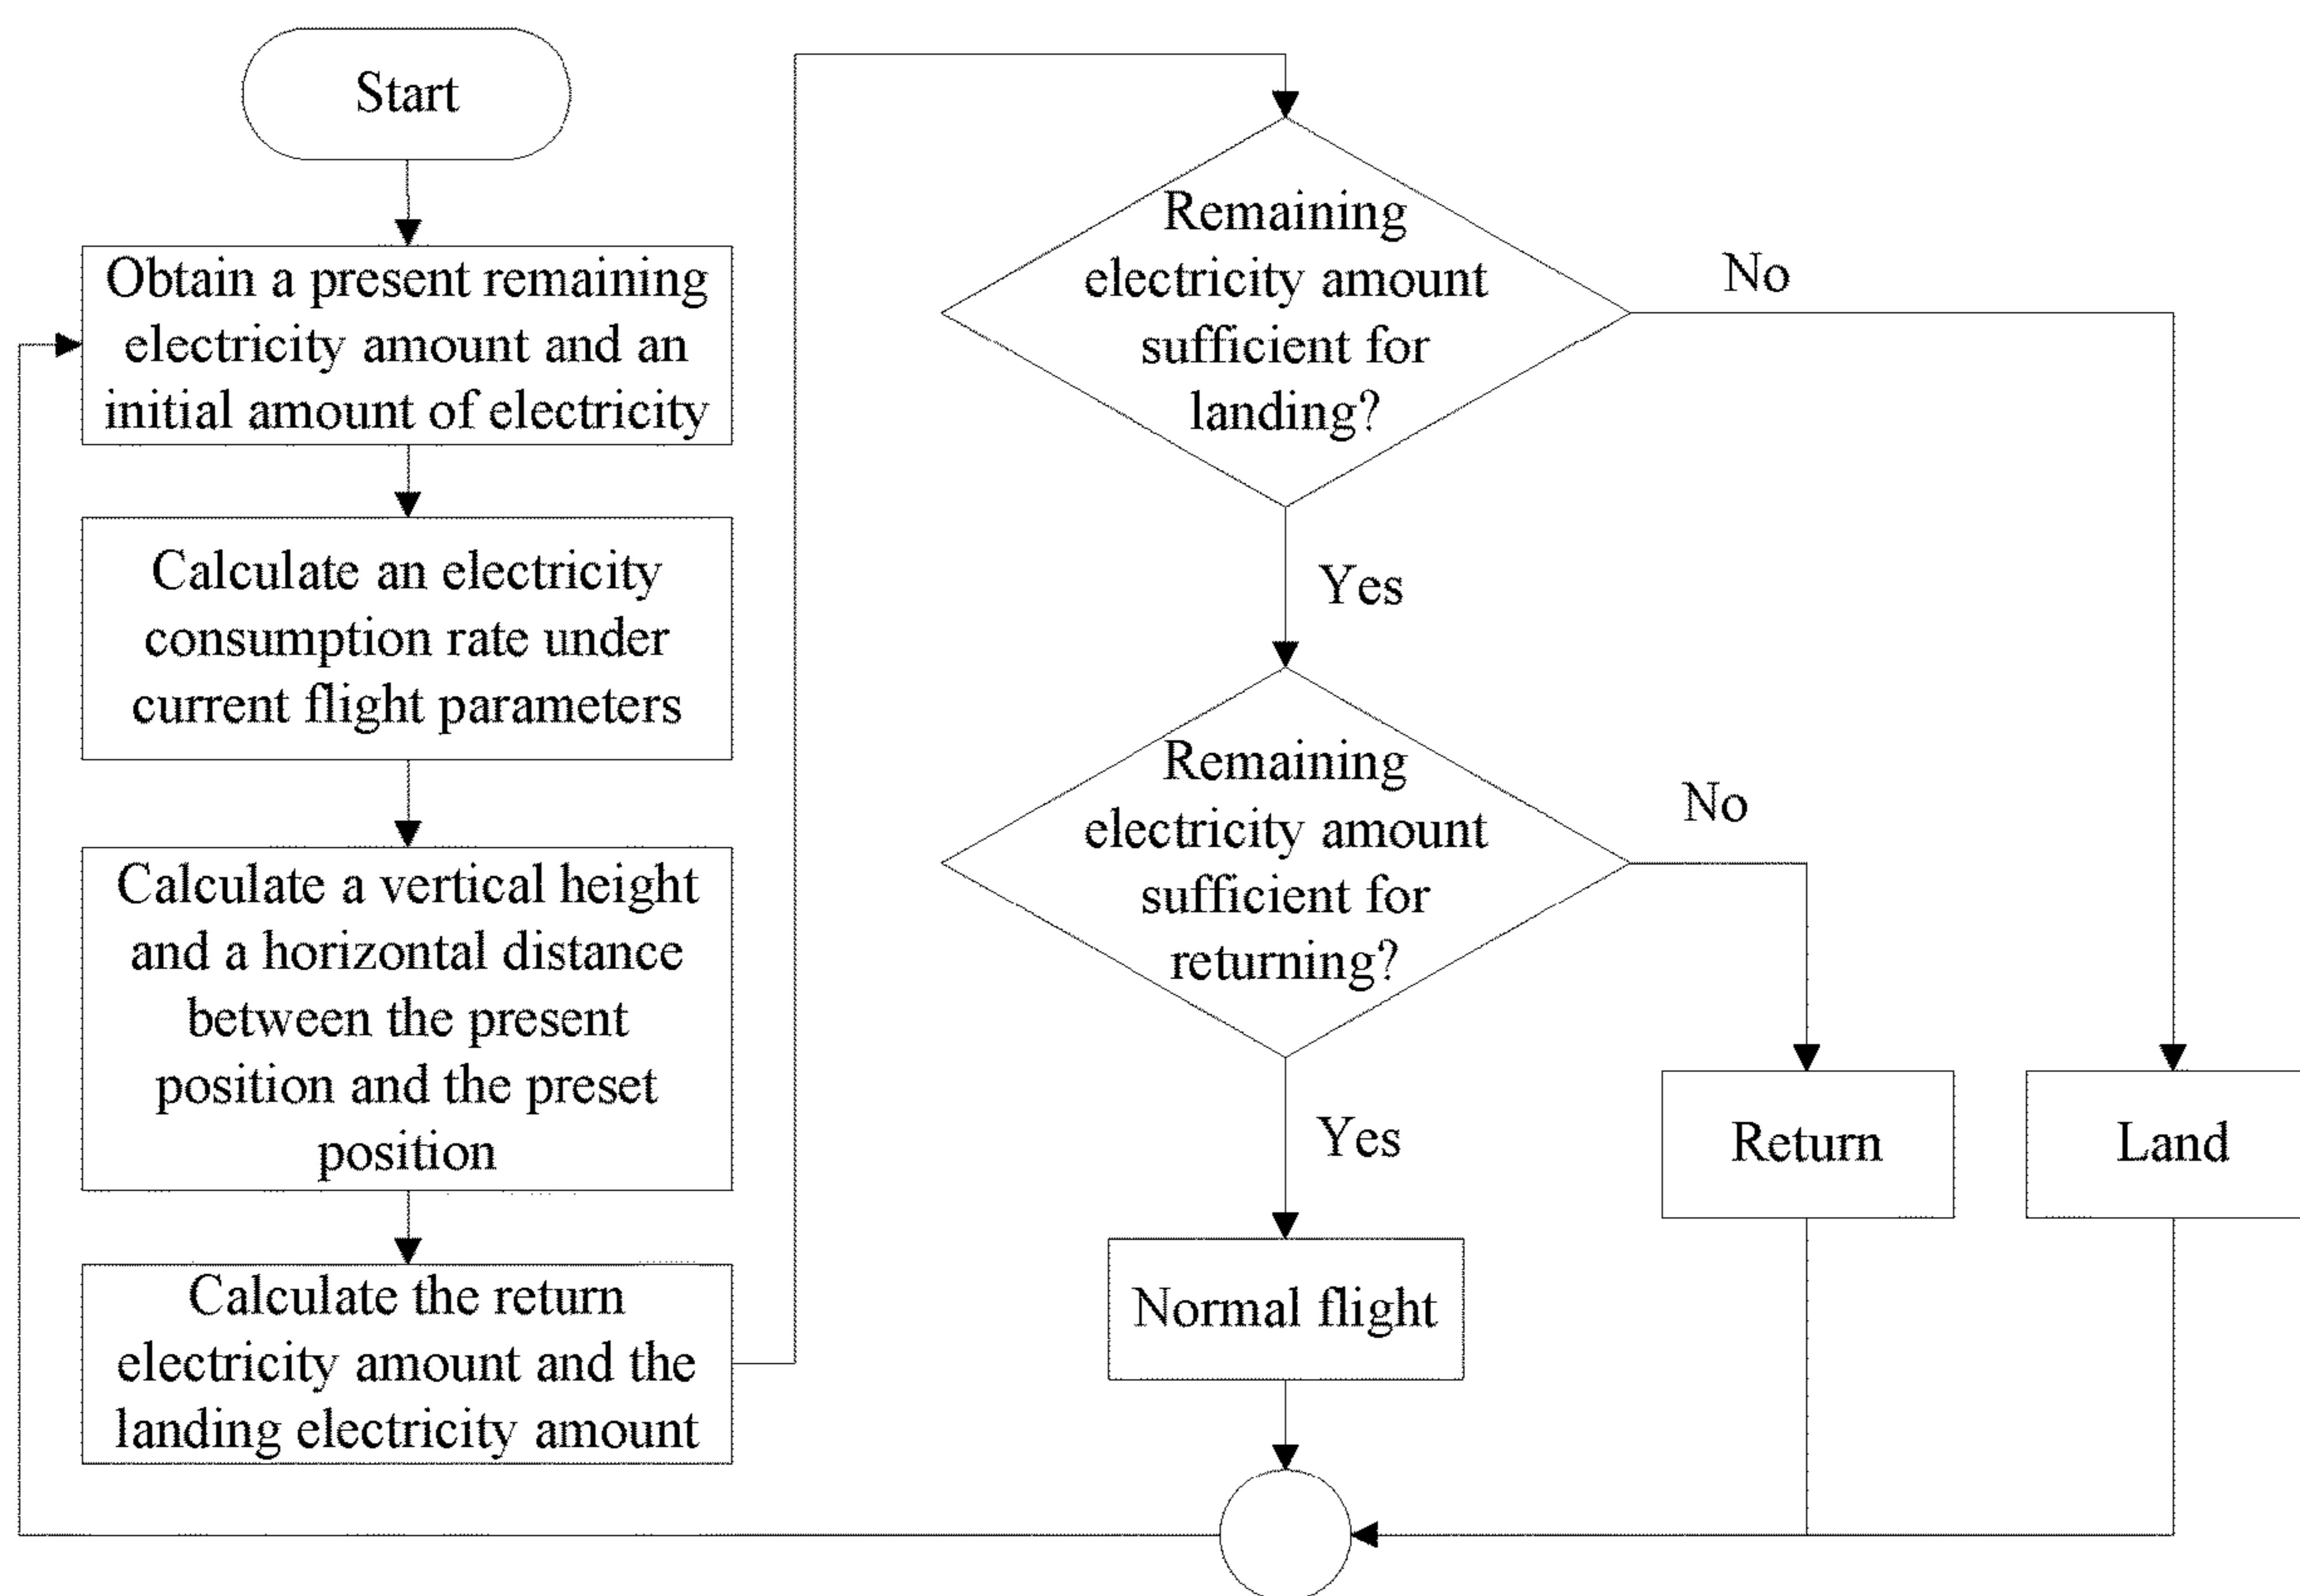 Start
Obtain a present remaining
electricity amount and an
initial amount of electricity
Calculate an electricity
consumption rate under
current flight parameters
Calculate a vertical height
and a horizontal distance
between the present
position and the preset
position
Calculate the return
electricity amount and the
landing electricity amount
Remaining
electricity amount
sufficient for
landing?
No
Yes
Remaining
electricity amount
sufficient for
returning?
No
Yes
Return
Land
Normal flight